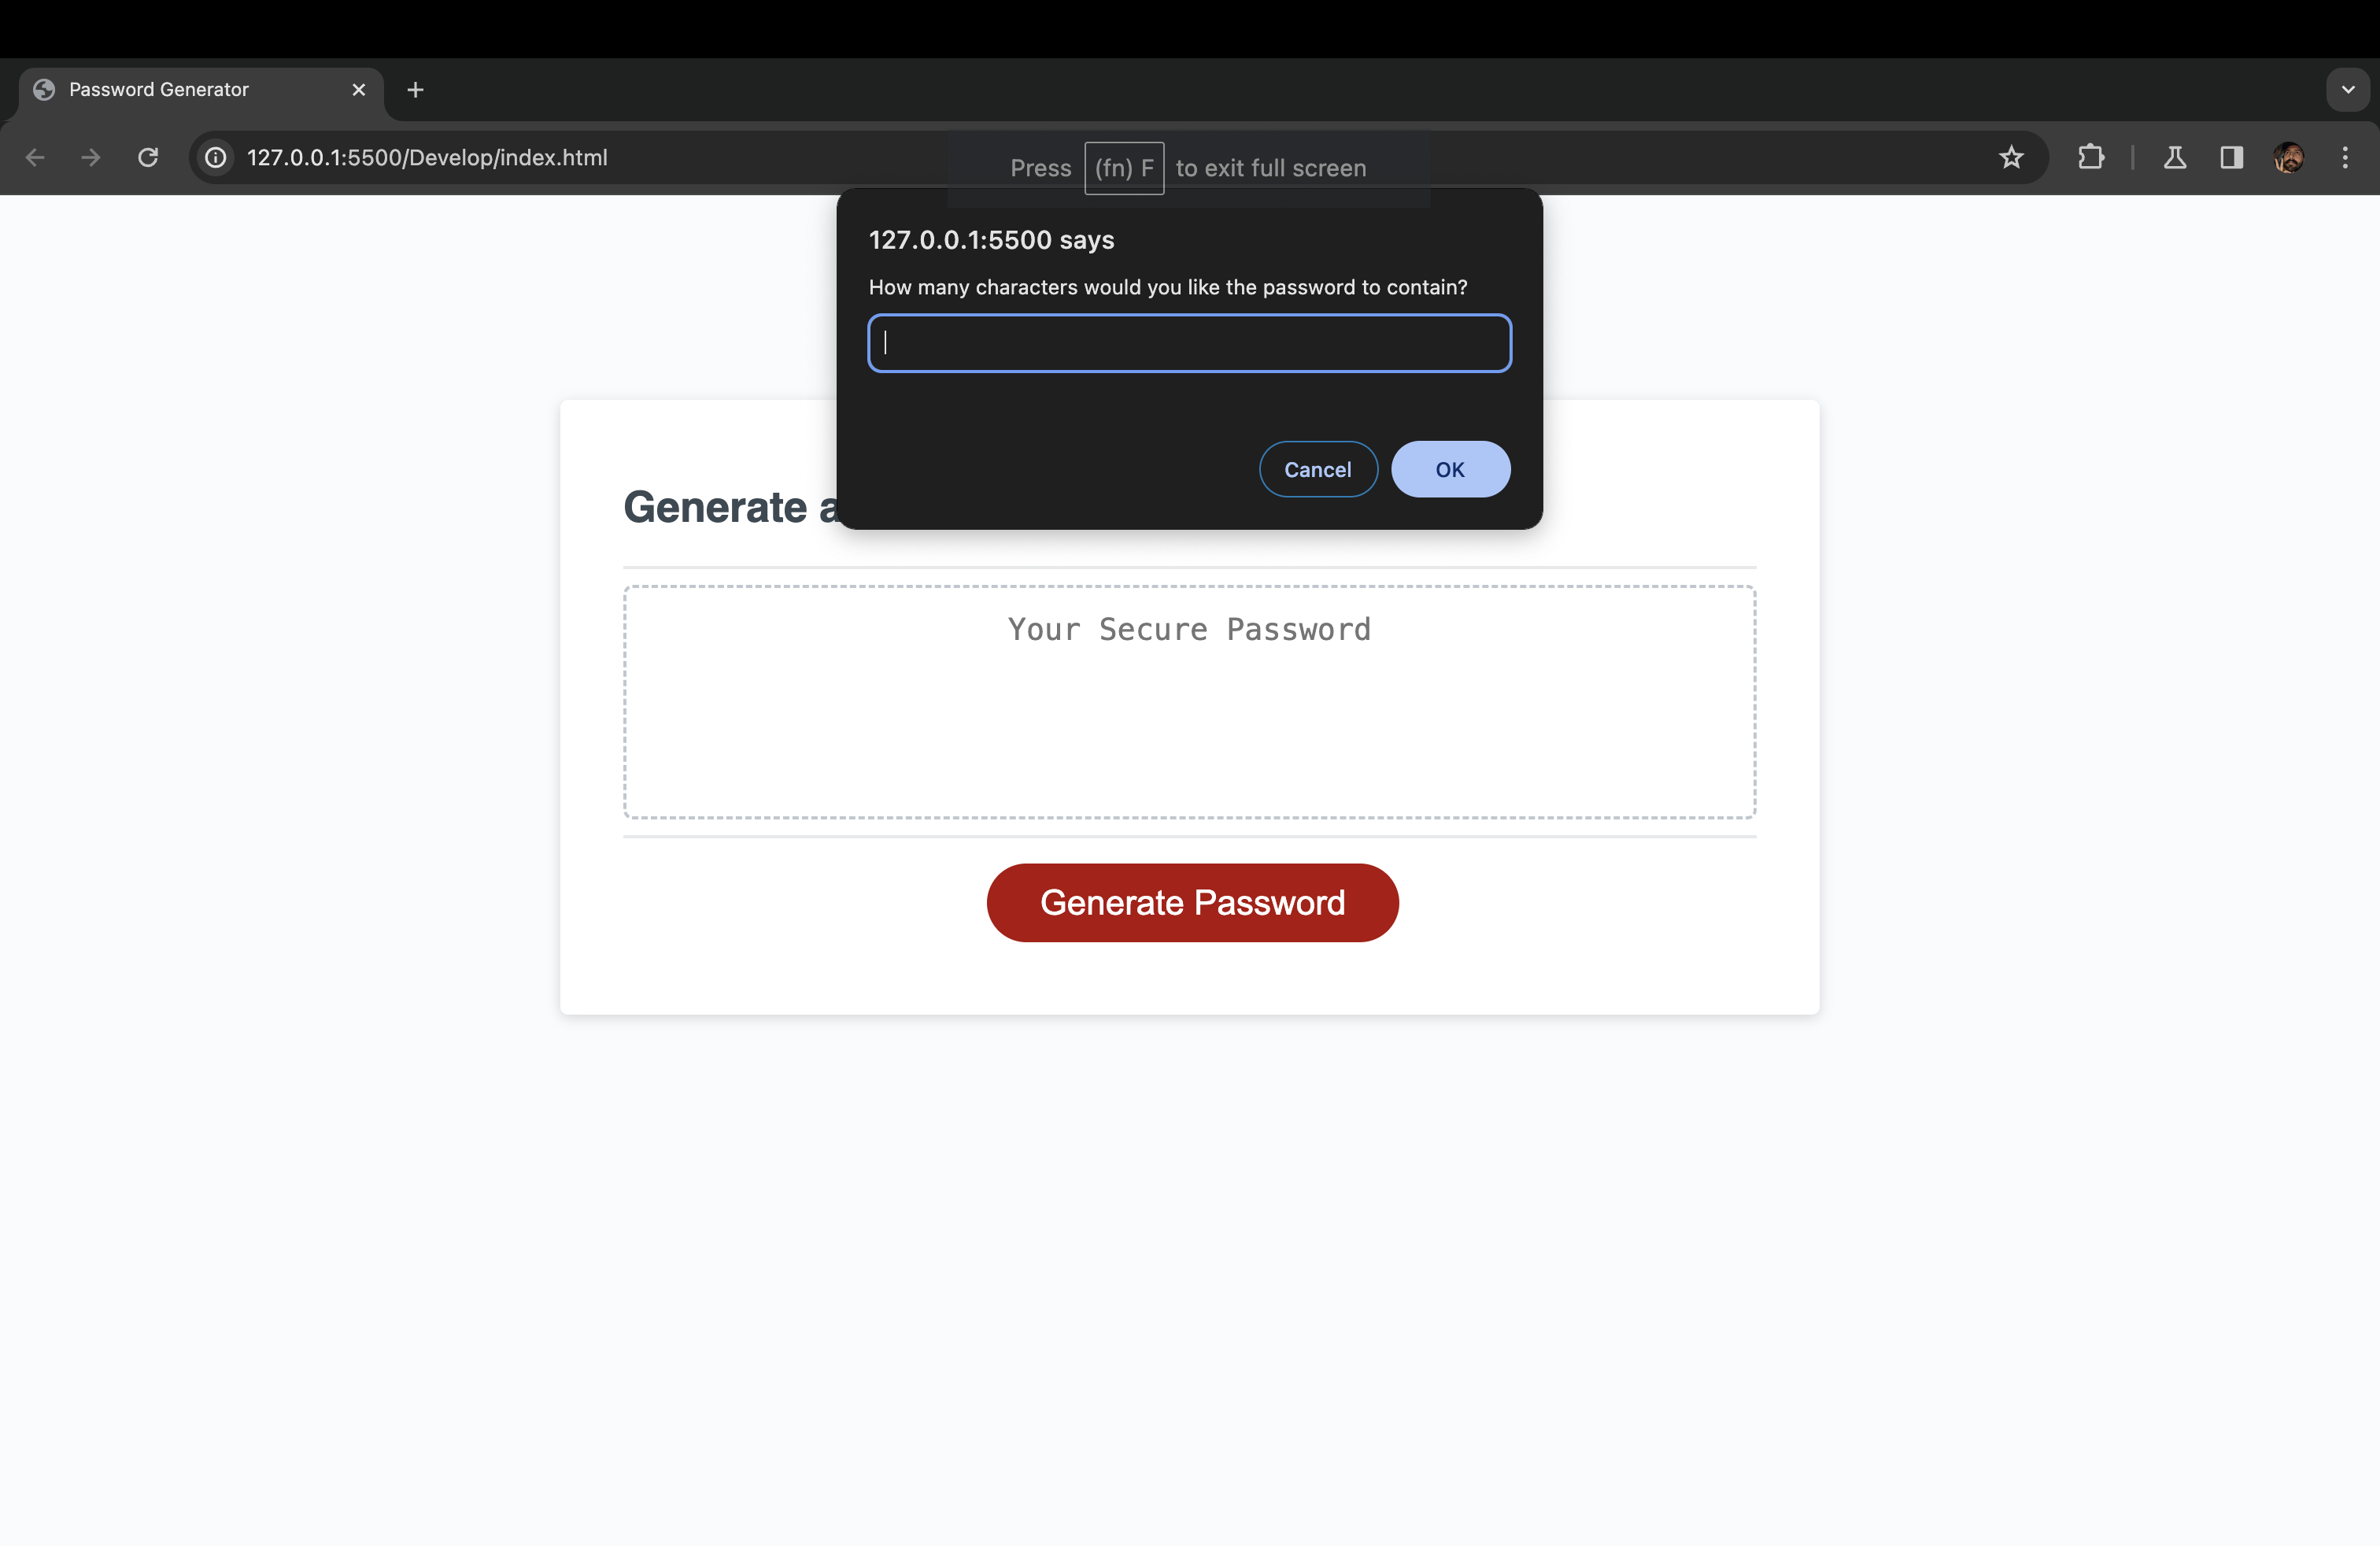 Password Generator
127.0.0.1:5500/Develop/index.html
Press (fn) F to exit full screen
127.0.0.1:5500 says
How many characters would you like the password to contain?
Cancel
OK
Generate a
Your Secure Password
Generate Password